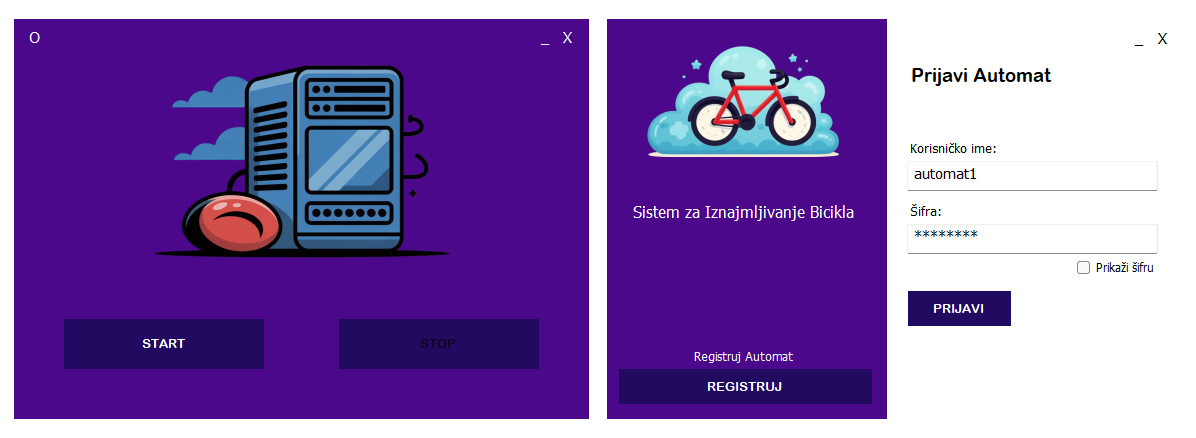 O
_ X
START
STOP
Sistem za Iznajmljivanje Bicikla
Registruj Automat
REGISTRUJ
_ X
Prijavi Automat
Korisničko ime:
automat1
Šifra:
********
Prikaži šifru
PRIJAVI